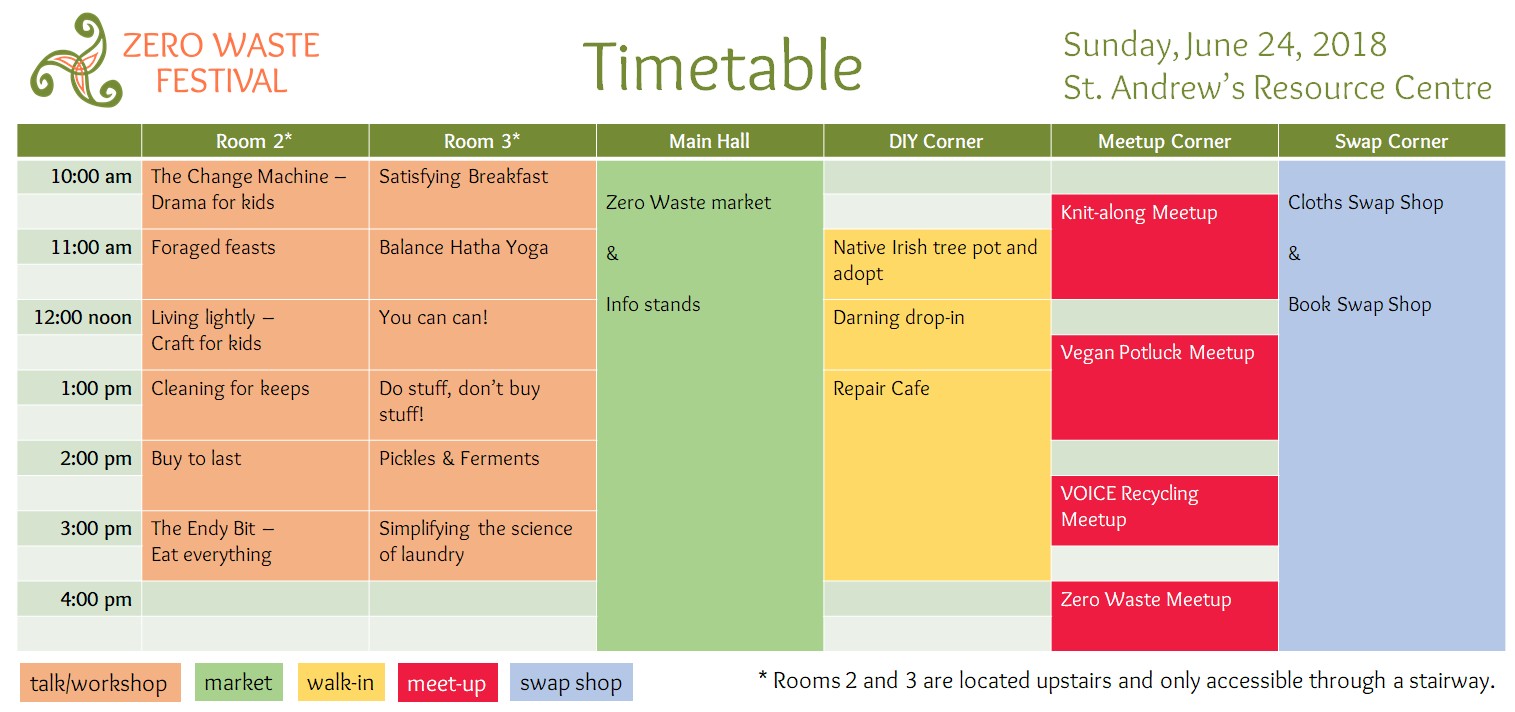 ZERO WASTE
FESTIVAL
Timetable
Sunday, June 24, 2018
St. Andrew's Resource Centre
Room 2*
Room 3*
Main Hall
DIY Corner
Meetup Corner
Swap Corner
10:00 am
The Change Machine –
Drama for kids
Satisfying Breakfast
Zero Waste market
&
Info stands
Knit-along Meetup
Cloths Swap Shop
&
Book Swap Shop
11:00 am
Foraged feasts
Balance Hatha Yoga
Native Irish tree pot and
adopt
12:00 noon
Living lightly –
Craft for kids
You can can!
Darning drop-in
Vegan Potluck Meetup
1:00 pm
Cleaning for keeps
Do stuff, don't buy
stuff!
Repair Cafe
2:00 pm
Buy to last
Pickles & Ferments
VOICE Recycling
Meetup
3:00 pm
The Endy Bit –
Eat everything
Simplifying the science
of laundry
4:00 pm
Zero Waste Meetup
talk/workshop
market
walk-in
meet-up
swap shop
* Rooms 2 and 3 are located upstairs and only accessible through a stairway.